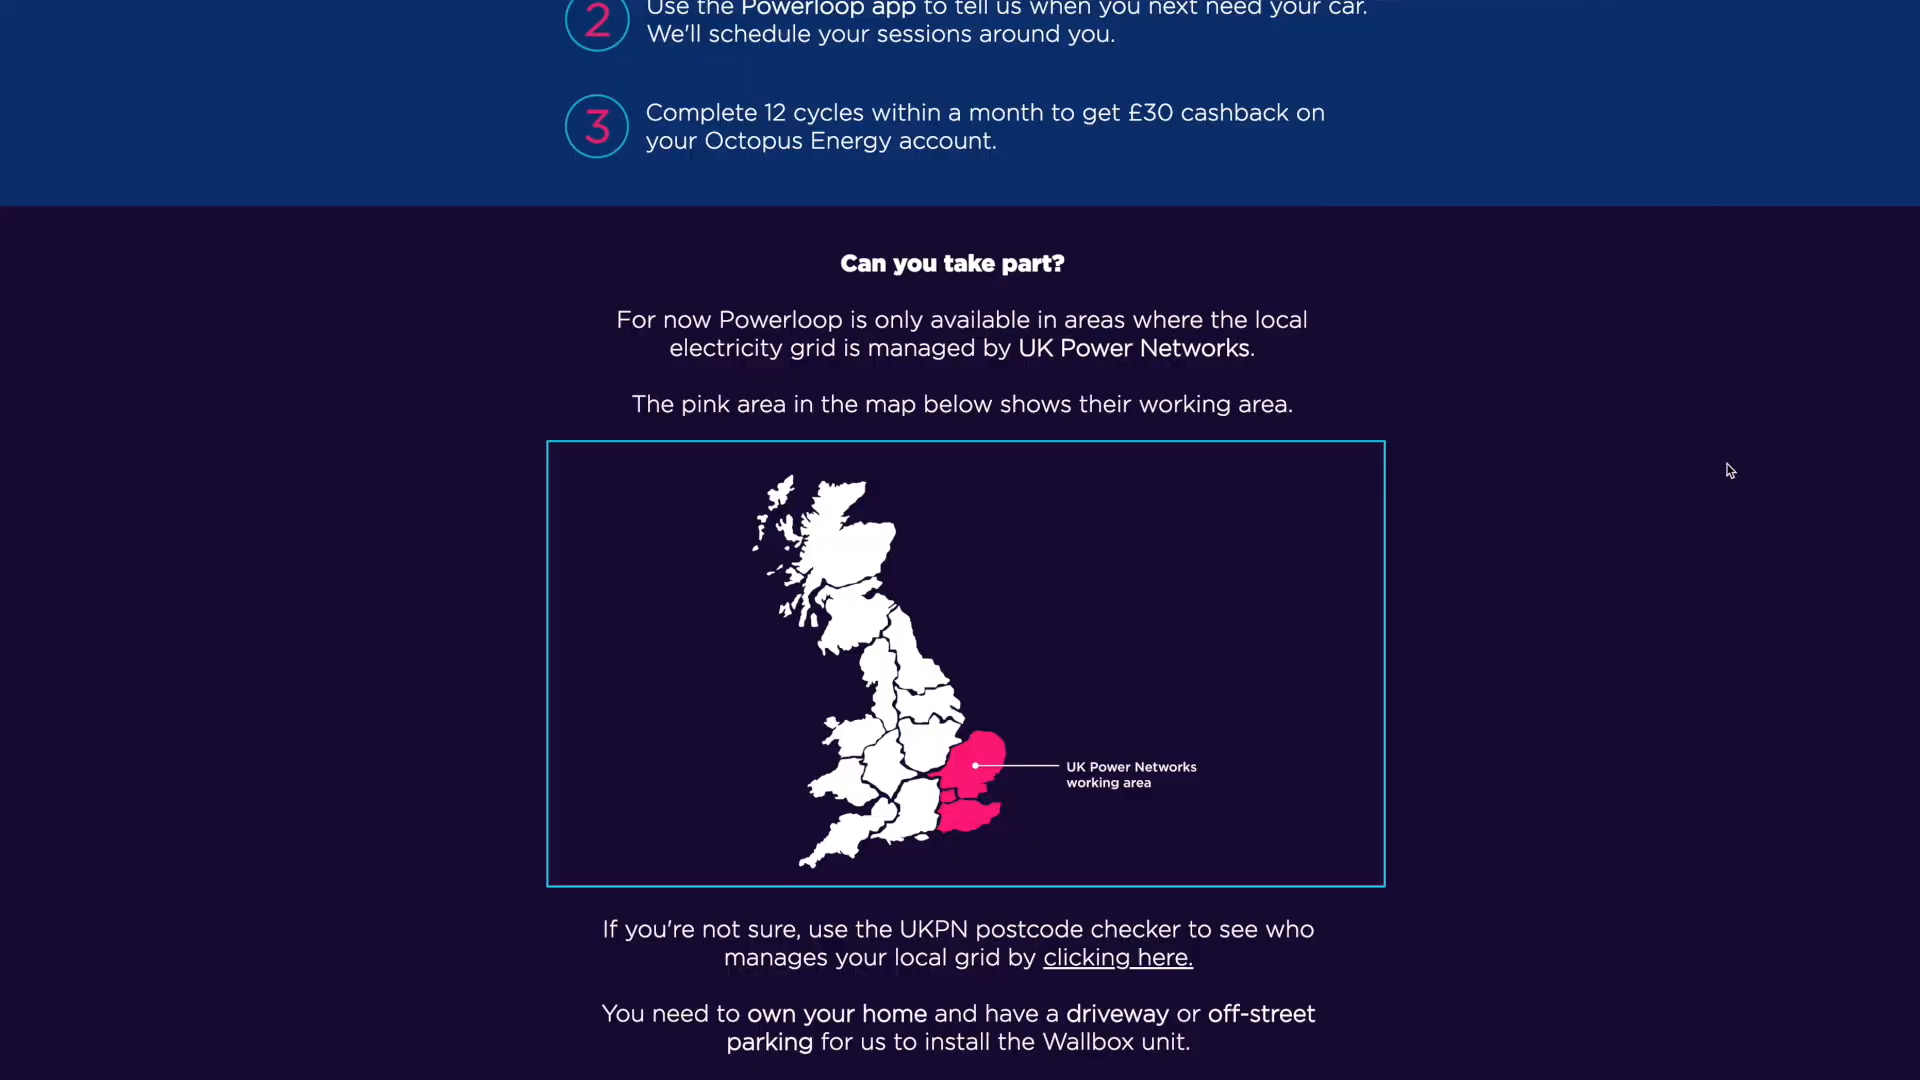 2
Use the Powerloop app to tell us when you next need your car.
We'll schedule your sessions around you.
3
Complete 12 cycles within a month to get £30 cashback on
your Octopus Energy account.
Can you take part?
For now Powerloop is only available in areas where the local
electricity grid is managed by UK Power Networks.
The pink area in the map below shows their working area.
UK Power Networks
working area
If you're not sure, use the UKPN postcode checker to see who
manages your local grid by clicking here.
You need to own your home and have a driveway or off-street
parking for us to install the Wallbox unit.